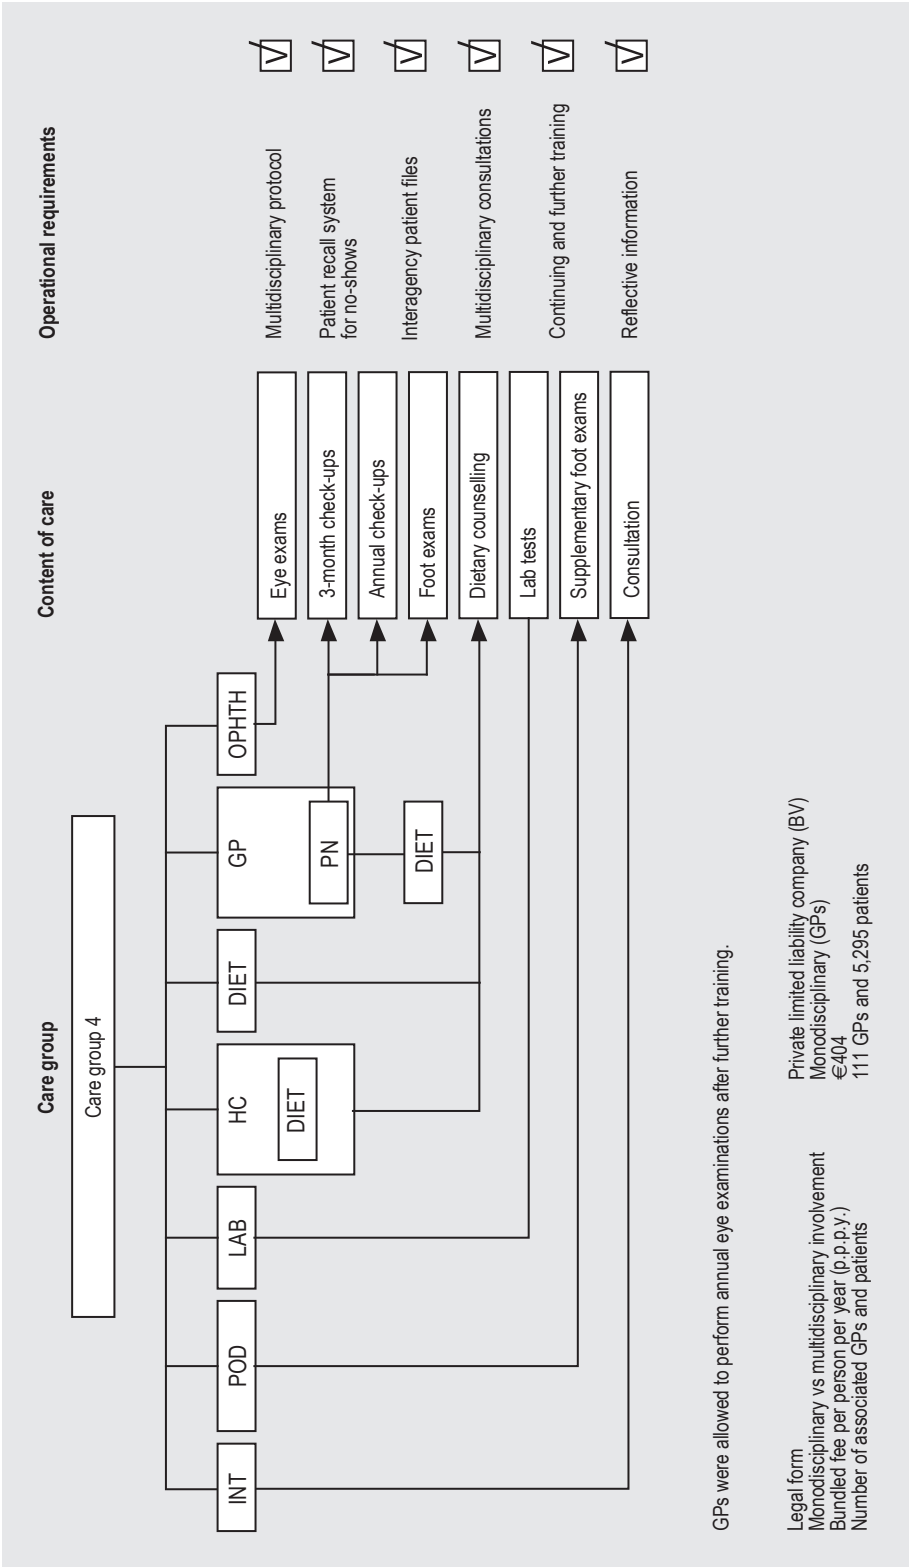 Care group
Content of care
Operational requirements
Care group 4
INT
POD
LAB
HC
DIET
DIET
GP
PN
DIET
OPHTH
Eye exams
3-month check-ups
Annual check-ups
Foot exams
Dietary counselling
Lab tests
Supplementary foot exams
Consultation
Multidisciplinary protocol
Patient recall system
for no-shows
Interagency patient files
Multidisciplinary consultations
Continuing and further training
Reflective information
GPs were allowed to perform annual eye examinations after further training.
Legal form
Private limited liability company (BV)
Monodisciplinary vs multidisciplinary involvement
Monodisciplinary (GPs)
Bundled fee per person per year (p.p.p.y.)
€404
Number of associated GPs and patients
111 GPs and 5,295 patients